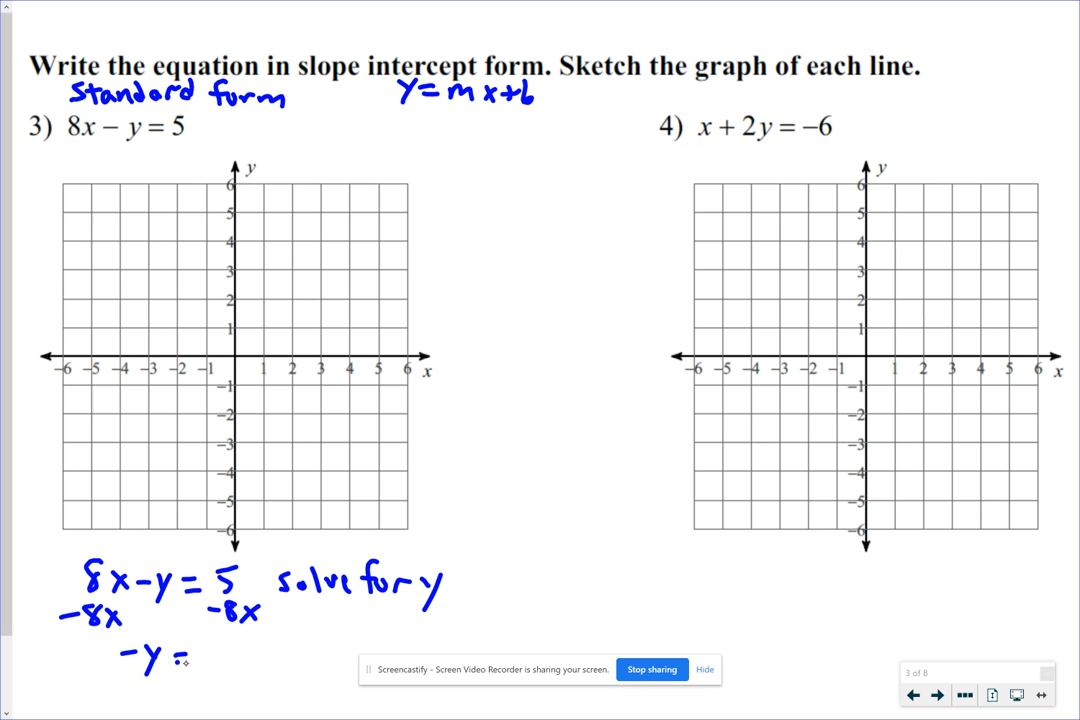 Write the equation in slope intercept form. Sketch the graph of each line.
standard form y = mx+b
3) 8x − y = 5
4) x + 2y = −6
y
6
5
4
3
2
1
−6 −5 −4 −3 −2 −1 1 2 3 4 5 6 x
−1
−2
−3
−4
−5
−6
y
6
5
4
3
2
1
−6 −5 −4 −3 −2 −1 1 2 3 4 5 6 x
−1
−2
−3
−4
−5
−6
8x - y = 5 solve for y
-8x -8x
-y =
Screencastify - Screen Video Recorder is sharing your screen. Stop sharing Hide
3 of 8